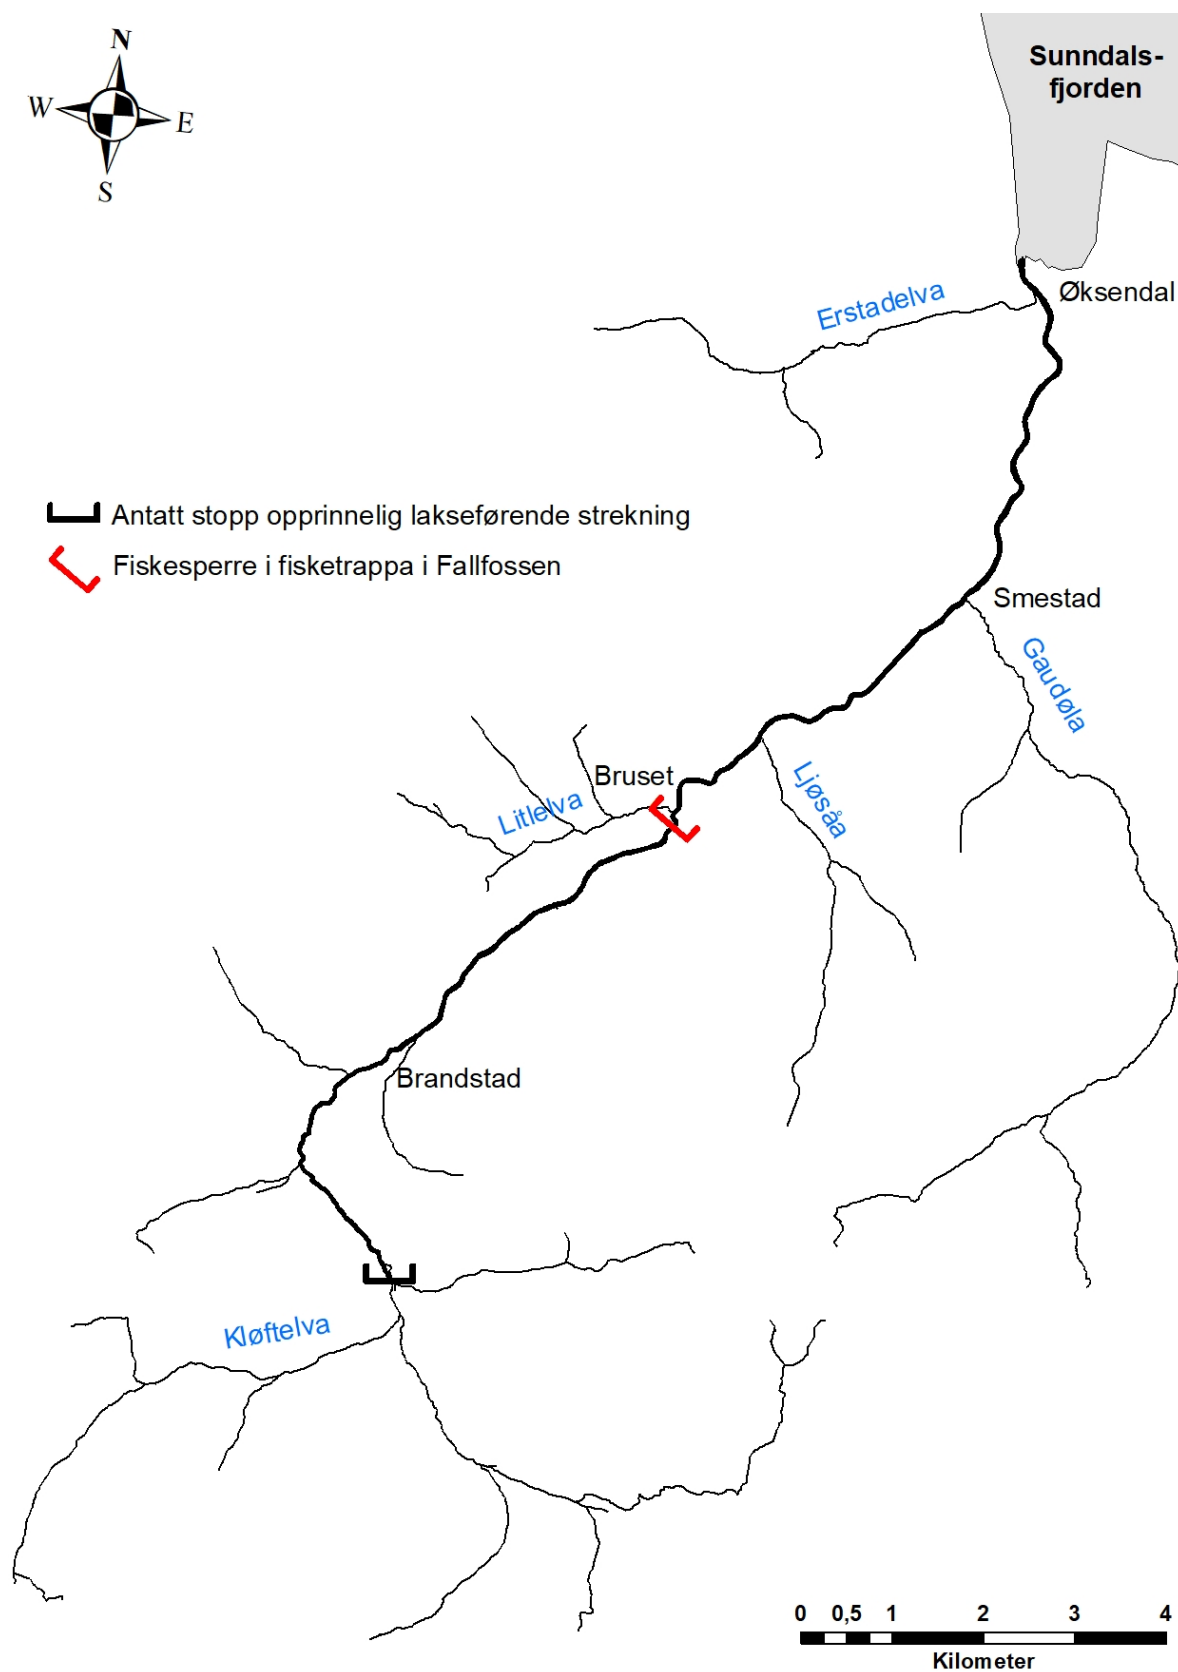 N
W
E
S
Sunndals-
fjorden
Erstadelva
Øksendal
Antatt stopp opprinnelig lakseførende strekning
Fiskesperre i fisketrappa i Fallfossen
Smestad
Gaudøla
Bruset
Litlelva
Ljøsåa
Brandstad
Kløftelva
0 0,5 1 2 3 4
Kilometer